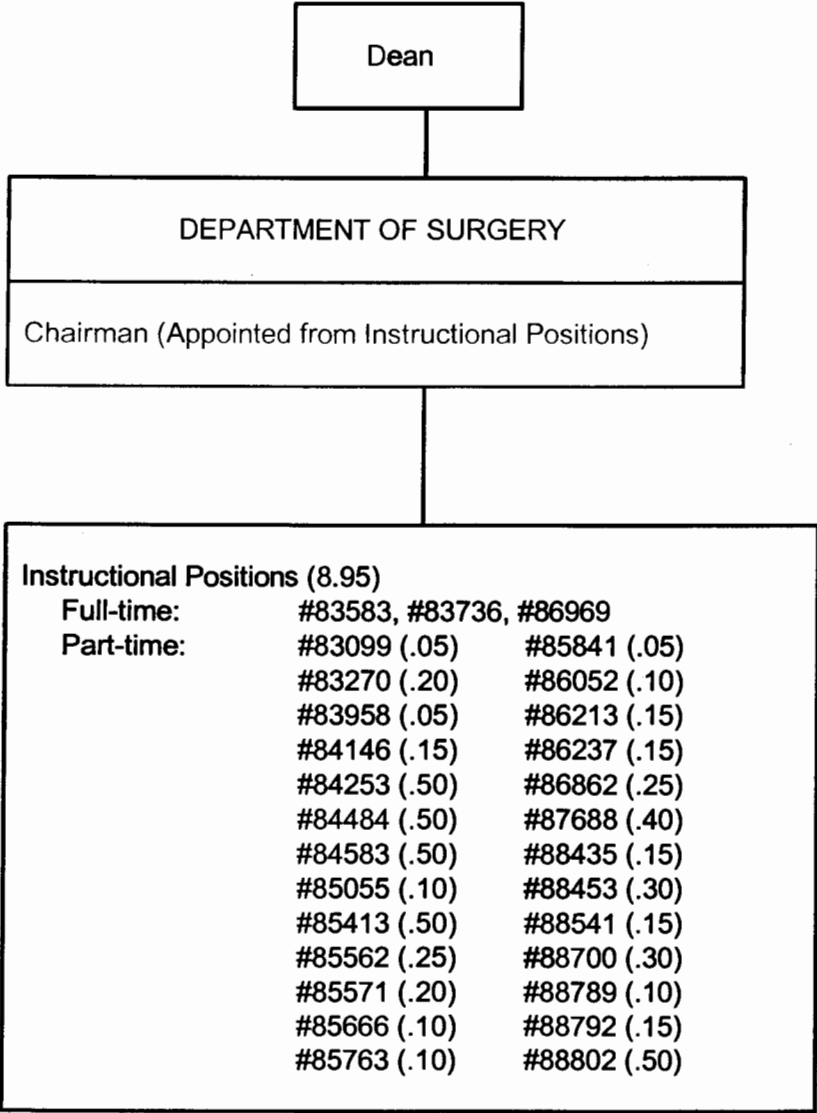 Dean
DEPARTMENT OF SURGERY
Chairman (Appointed from Instructional Positions)
Instructional Positions (8.95)
Full-time: #83583, #83736, #86969
Part-time: #83099 (.05) #85841 (.05)
#83270 (.20) #86052 (.10)
#83958 (.05) #86213 (.15)
#84146 (.15) #86237 (.15)
#84253 (.50) #86862 (.25)
#84484 (.50) #87688 (.40)
#84583 (.50) #88435 (.15)
#85055 (.10) #88453 (.30)
#85413 (.50) #88541 (.15)
#85562 (.25) #88700 (.30)
#85571 (.20) #88789 (.10)
#85666 (.10) #88792 (.15)
#85763 (.10) #88802 (.50)